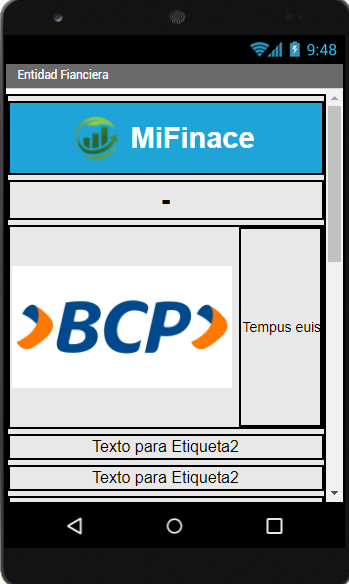 9:48
Entidad Fianciera
MiFinace
-
BCP
Tempus euis
Texto para Etiqueta2
Texto para Etiqueta2